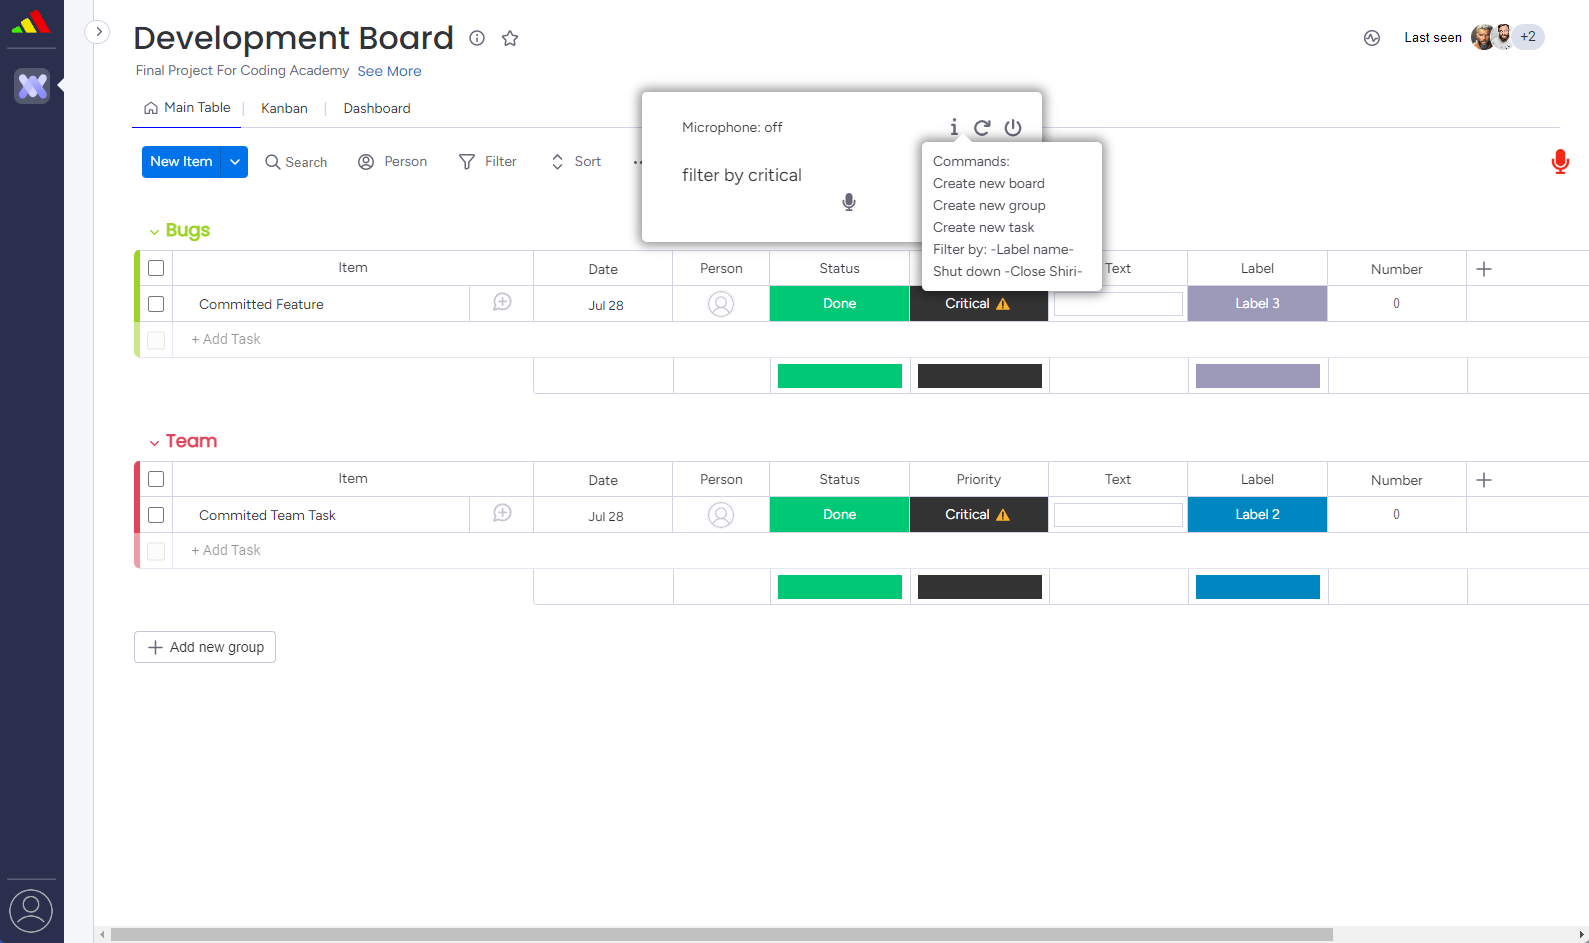 Development Board
Last seen
+2
Final Project For Coding Academy See More
Main Table
Kanban
Dashboard
Microphone: off
filter by critical
Commands:
Create new board
Create new group
Create new task
Filter by: -Label name-
Shut down -Close Shiri-
New Item
Search
Person
Filter
Sort
Bugs
Item Date Person Status Text Label Number
Committed Feature Jul 28 Done Critical Label 3 0
+ Add Task
Team
Item Date Person Status Priority Text Label Number
Commited Team Task Jul 28 Done Critical Label 2 0
+ Add Task
Add new group